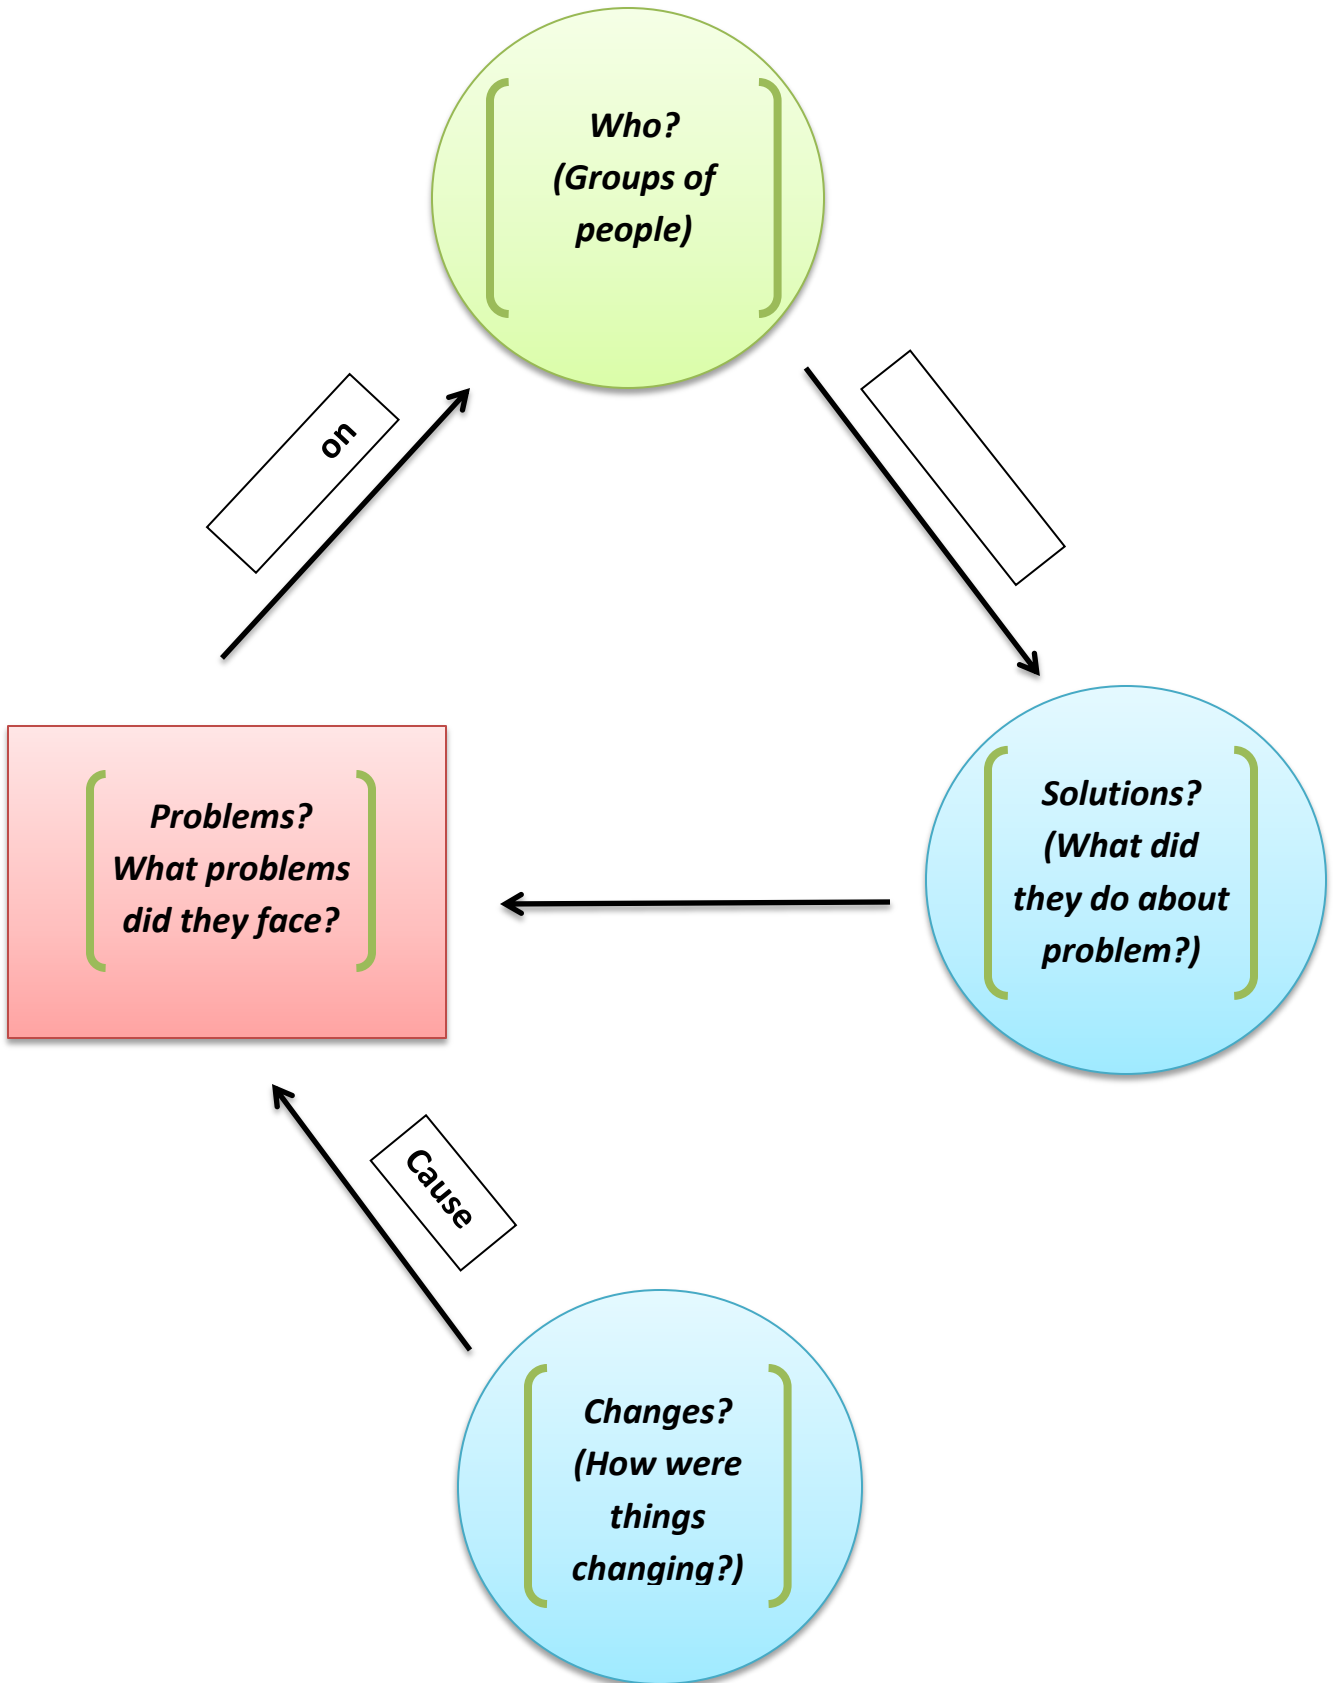 Who?
(Groups of
people)
on
Problems?
What problems
did they face?
Solutions?
(What did
they do about
problem?)
Cause
Changes?
(How were
things
changing?)